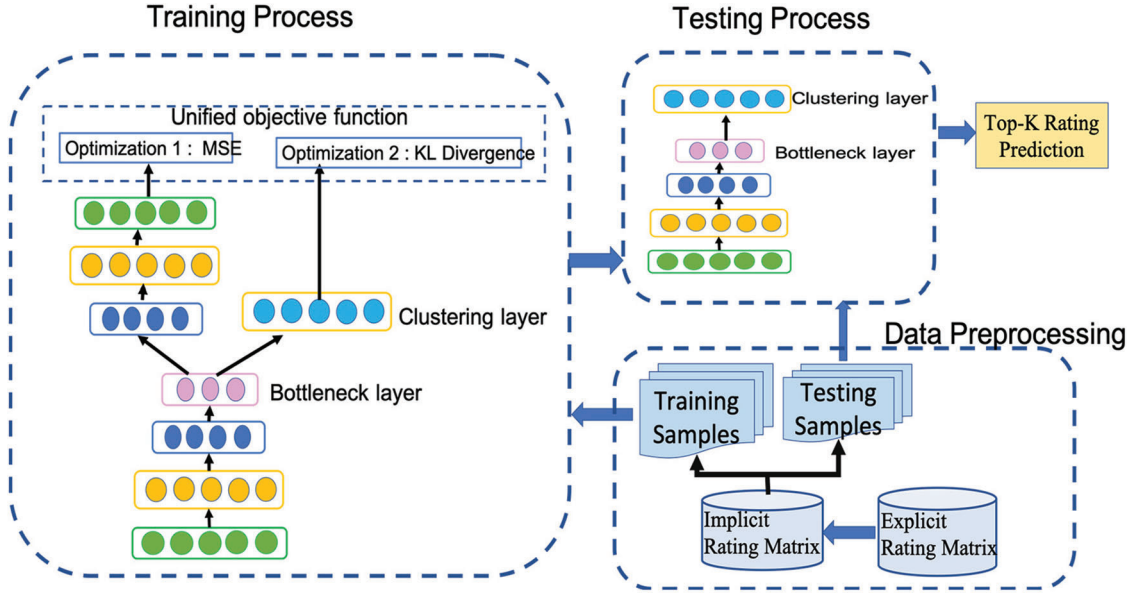 Training Process
Unified objective function
Optimization 1 : MSE
Optimization 2 : KL Divergence
Clustering layer
Bottleneck layer
Testing Process
Clustering layer
Bottleneck layer
Top-K Rating
Prediction
Data Preprocessing
Training
Samples
Testing
Samples
Implicit
Rating Matrix
Explicit
Rating Matrix